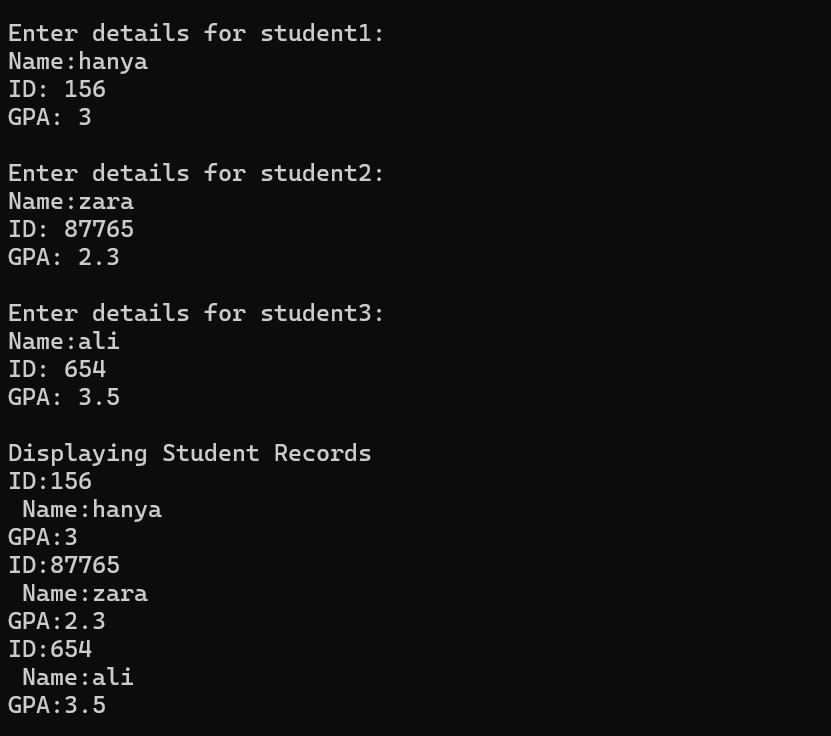 Enter details for student1:
Name:hanya
ID: 156
GPA: 3
Enter details for student2:
Name:zara
ID: 87765
GPA: 2.3
Enter details for student3:
Name:ali
ID: 654
GPA: 3.5
Displaying Student Records
ID:156
 Name:hanya
GPA:3
ID:87765
 Name:zara
GPA:2.3
ID:654
 Name:ali
GPA:3.5